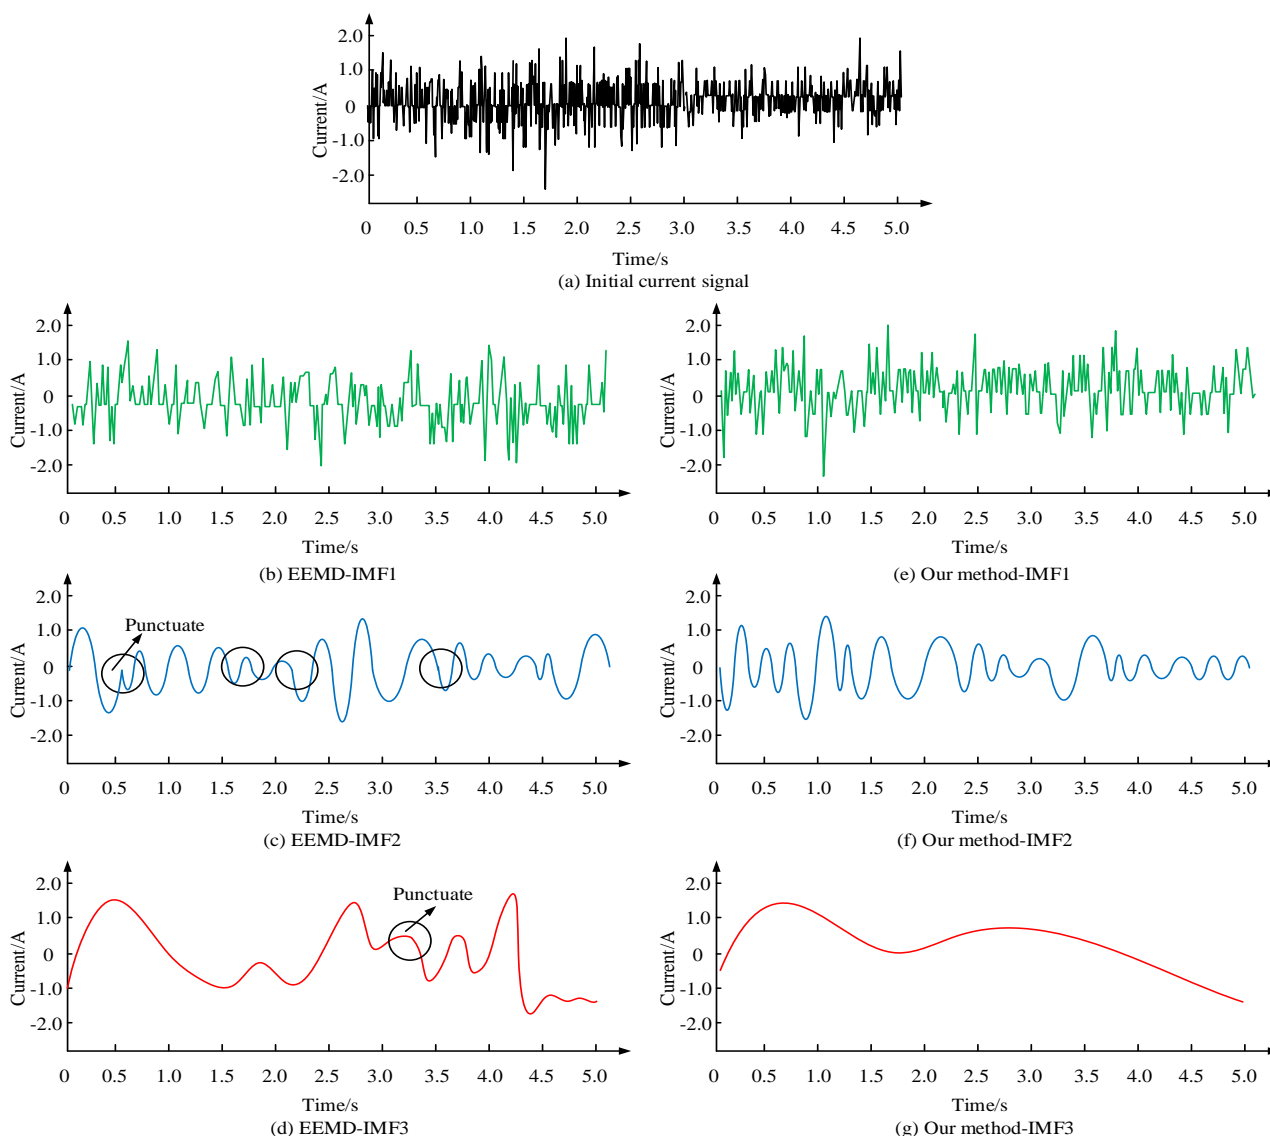 2.0
1.0
0
-1.0
-2.0
Current/A
0 0.5 1.0 1.5 2.0 2.5 3.0 3.5 4.0 4.5 5.0
Time/s
(a) Initial current signal
2.0
1.0
0
-1.0
-2.0
Current/A
0 0.5 1.0 1.5 2.0 2.5 3.0 3.5 4.0 4.5 5.0
Time/s
(b) EEMD-IMF1
2.0
1.0
0
-1.0
-2.0
Current/A
0 0.5 1.0 1.5 2.0 2.5 3.0 3.5 4.0 4.5 5.0
Time/s
(e) Our method-IMF1
2.0
1.0
0
-1.0
-2.0
Current/A
Punctuate
0 0.5 1.0 1.5 2.0 2.5 3.0 3.5 4.0 4.5 5.0
Time/s
(c) EEMD-IMF2
2.0
1.0
0
-1.0
-2.0
Current/A
0 0.5 1.0 1.5 2.0 2.5 3.0 3.5 4.0 4.5 5.0
Time/s
(f) Our method-IMF2
2.0
1.0
0
-1.0
-2.0
Current/A
Punctuate
0 0.5 1.0 1.5 2.0 2.5 3.0 3.5 4.0 4.5 5.0
Time/s
(d) EEMD-IMF3
2.0
1.0
0
-1.0
-2.0
Current/A
0 0.5 1.0 1.5 2.0 2.5 3.0 3.5 4.0 4.5 5.0
Time/s
(g) Our method-IMF3